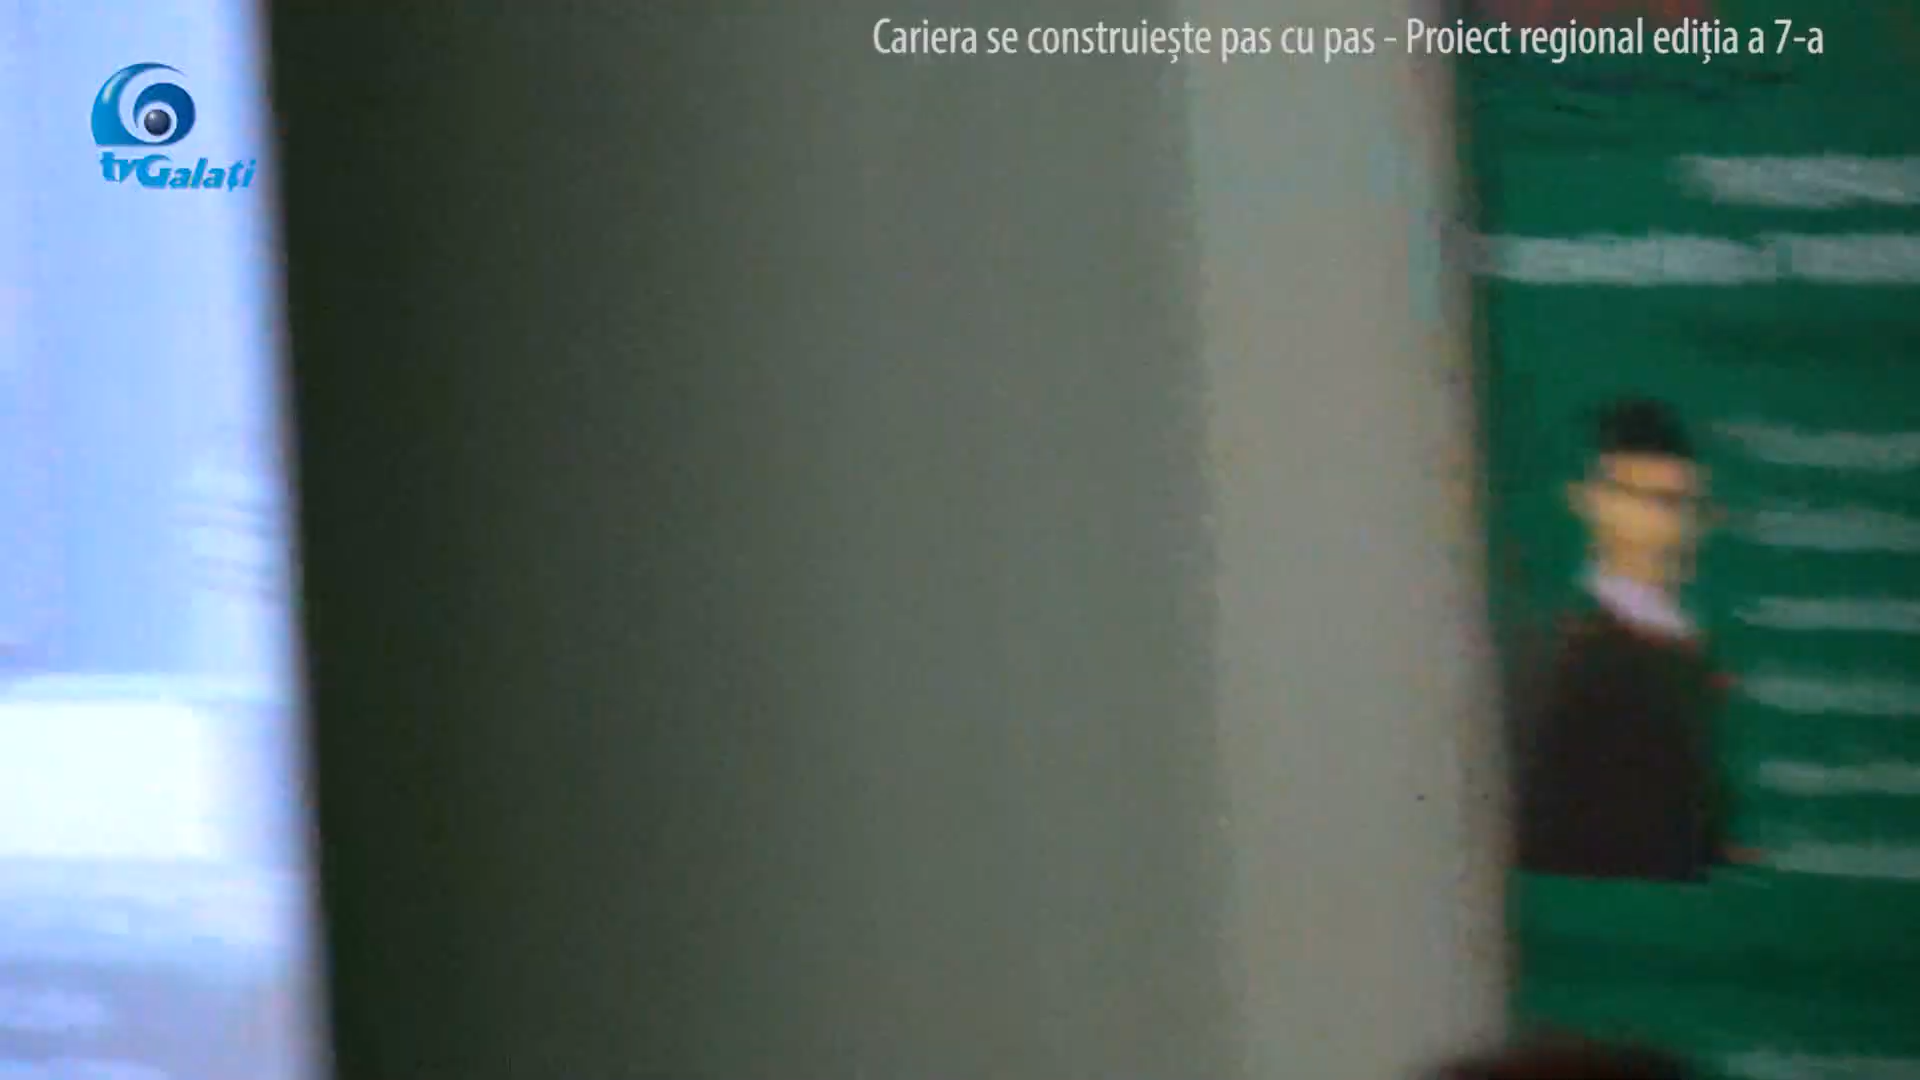 Cariera se construiește pas cu pas - Proiect regional ediția a 7-a
tvGalați